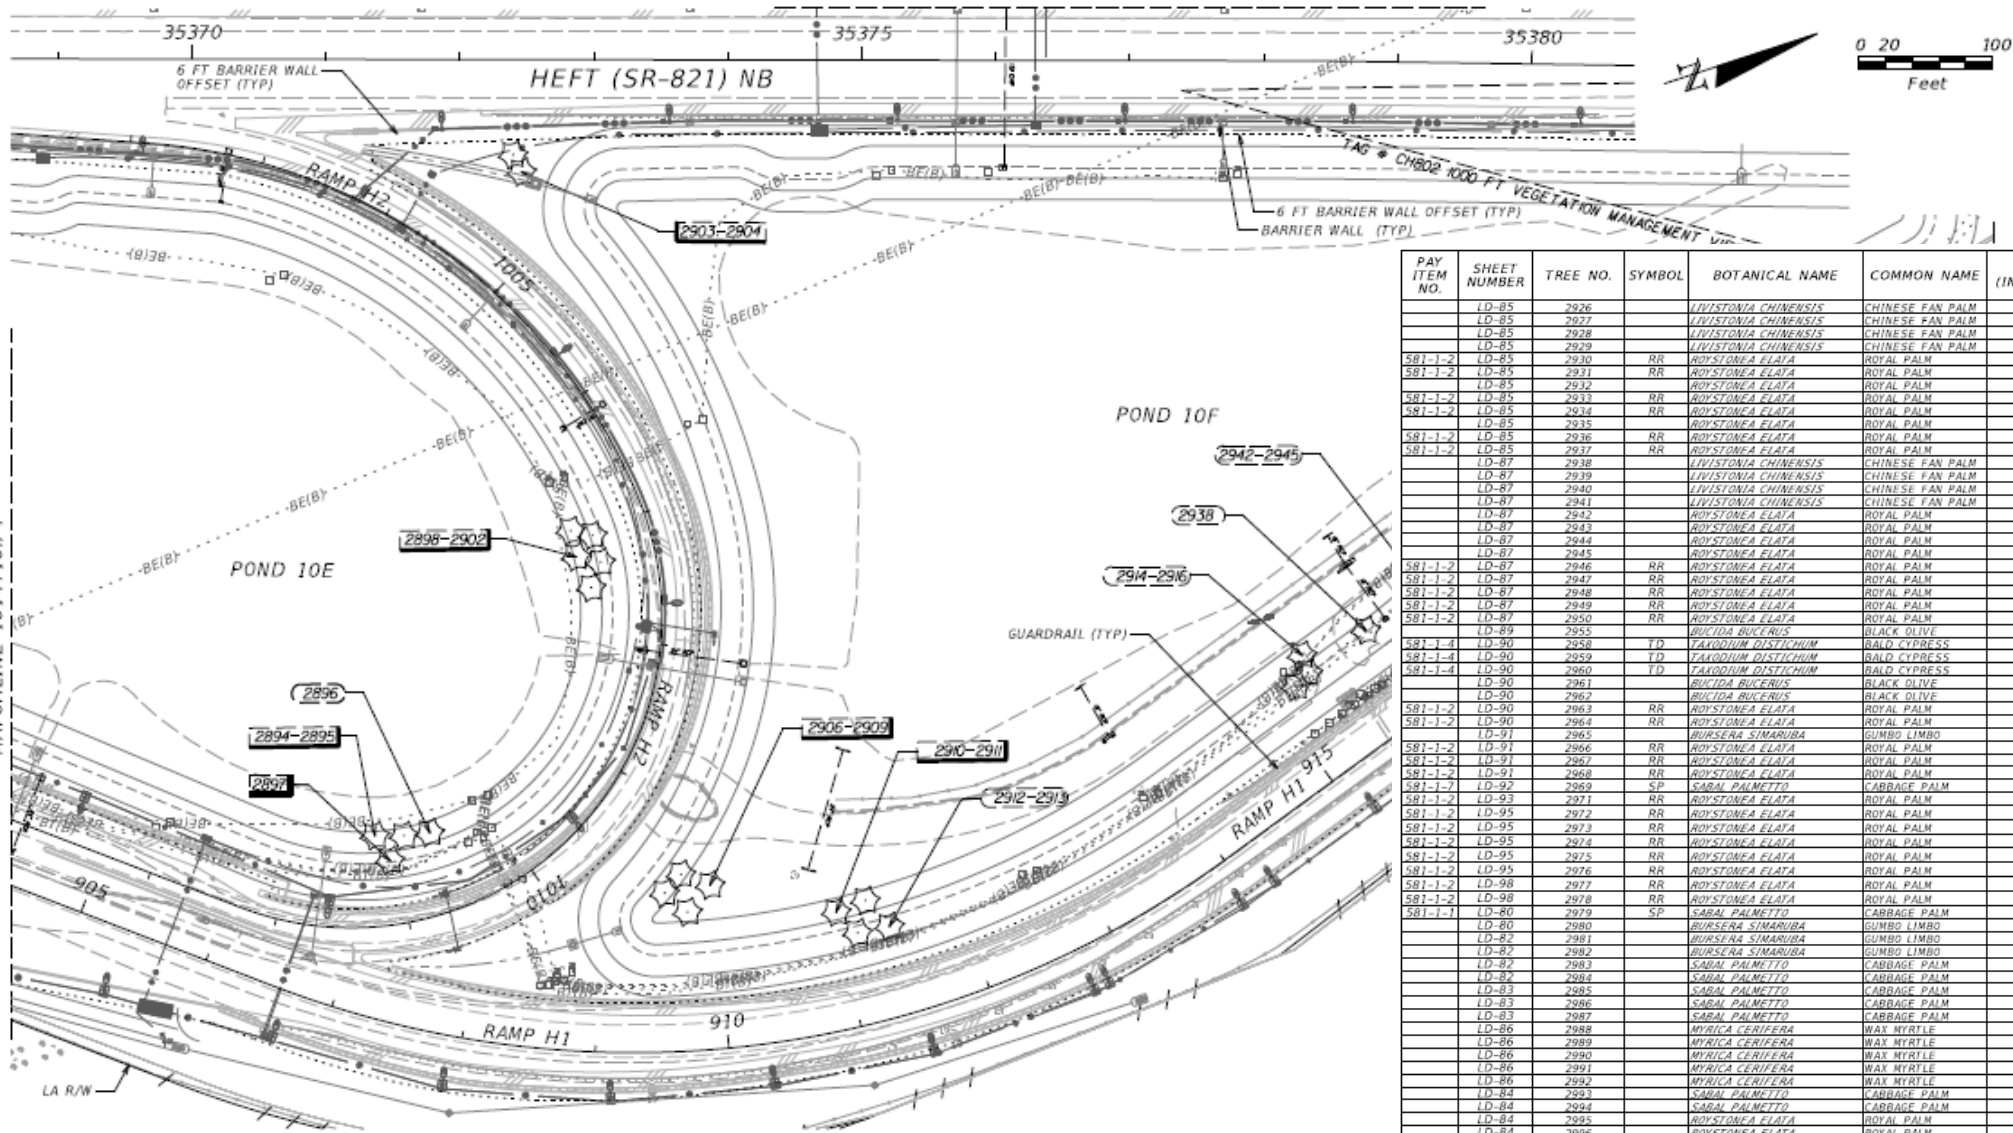 35370
35375
35380
0 20 100
Feet
6 FT BARRIER WALL
OFFSET (TYP)
HEFT (SR-821) NB
BE(B)
RAMP H2
TAG # CH802 1000 FT VEGETATION MANAGEMENT
6 FT BARRIER WALL OFFSET (TYP)
BARRIER WALL (TYP)
2903-2904
1005
BE(B)
POND 10F
2942-2945
2938
2898-2902
POND 10E
2914-2916
GUARDRAIL (TYP)
2896
2894-2895
2897
RAMP H2
2906-2909
2910-2911
2912-2913
915
RAMP H1
905
1010
910
RAMP H1
LA R/W
PAY ITEM NO. SHEET NUMBER TREE NO. SYMBOL BOTANICAL NAME COMMON NAME
LD-85 2926 LIVISTONIA CHINENSIS CHINESE FAN PALM
LD-85 2927 LIVISTONIA CHINENSIS CHINESE FAN PALM
LD-85 2928 LIVISTONIA CHINENSIS CHINESE FAN PALM
LD-85 2929 LIVISTONIA CHINENSIS CHINESE FAN PALM
581-1-2 LD-85 2930 RR ROYSTONEA ELATA ROYAL PALM
581-1-2 LD-85 2931 RR ROYSTONEA ELATA ROYAL PALM
LD-85 2932 ROYSTONEA ELATA ROYAL PALM
581-1-2 LD-85 2933 RR ROYSTONEA ELATA ROYAL PALM
581-1-2 LD-85 2934 RR ROYSTONEA ELATA ROYAL PALM
LD-85 2935 ROYSTONEA ELATA ROYAL PALM
581-1-2 LD-85 2936 RR ROYSTONEA ELATA ROYAL PALM
581-1-2 LD-85 2937 RR ROYSTONEA ELATA ROYAL PALM
LD-87 2938 LIVISTONIA CHINENSIS CHINESE FAN PALM
LD-87 2939 LIVISTONIA CHINENSIS CHINESE FAN PALM
LD-87 2940 LIVISTONIA CHINENSIS CHINESE FAN PALM
LD-87 2941 LIVISTONIA CHINENSIS CHINESE FAN PALM
LD-87 2942 ROYSTONEA ELATA ROYAL PALM
LD-87 2943 ROYSTONEA ELATA ROYAL PALM
LD-87 2944 ROYSTONEA ELATA ROYAL PALM
LD-87 2945 ROYSTONEA ELATA ROYAL PALM
581-1-2 LD-87 2946 RR ROYSTONEA ELATA ROYAL PALM
581-1-2 LD-87 2947 RR ROYSTONEA ELATA ROYAL PALM
581-1-2 LD-87 2948 RR ROYSTONEA ELATA ROYAL PALM
581-1-2 LD-87 2949 RR ROYSTONEA ELATA ROYAL PALM
581-1-2 LD-87 2950 RR ROYSTONEA ELATA ROYAL PALM
LD-89 2955 BUCIDA BUCERUS BLACK OLIVE
581-1-4 LD-90 2958 TD TAXODIUM DISTICHUM BALD CYPRESS
581-1-4 LD-90 2959 TD TAXODIUM DISTICHUM BALD CYPRESS
581-1-4 LD-90 2960 TD TAXODIUM DISTICHUM BALD CYPRESS
LD-90 2961 BUCIDA BUCERUS BLACK OLIVE
LD-90 2962 BUCIDA BUCERUS BLACK OLIVE
581-1-2 LD-90 2963 RR ROYSTONEA ELATA ROYAL PALM
581-1-2 LD-90 2964 RR ROYSTONEA ELATA ROYAL PALM
LD-91 2965 BURSERA SIMARUBA GUMBO LIMBO
581-1-2 LD-91 2966 RR ROYSTONEA ELATA ROYAL PALM
581-1-2 LD-91 2967 RR ROYSTONEA ELATA ROYAL PALM
581-1-2 LD-91 2968 RR ROYSTONEA ELATA ROYAL PALM
581-1-7 LD-92 2969 SP SABAL PALMETTO CABBAGE PALM
581-1-2 LD-93 2971 RR ROYSTONEA ELATA ROYAL PALM
581-1-2 LD-95 2972 RR ROYSTONEA ELATA ROYAL PALM
581-1-2 LD-95 2973 RR ROYSTONEA ELATA ROYAL PALM
581-1-2 LD-95 2974 RR ROYSTONEA ELATA ROYAL PALM
581-1-2 LD-95 2975 RR ROYSTONEA ELATA ROYAL PALM
581-1-2 LD-95 2976 RR ROYSTONEA ELATA ROYAL PALM
581-1-2 LD-98 2977 RR ROYSTONEA ELATA ROYAL PALM
581-1-2 LD-98 2978 RR ROYSTONEA ELATA ROYAL PALM
581-1-1 LD-80 2979 SP SABAL PALMETTO CABBAGE PALM
LD-80 2980 BURSERA SIMARUBA GUMBO LIMBO
LD-82 2981 BURSERA SIMARUBA GUMBO LIMBO
LD-82 2982 BURSERA SIMARUBA GUMBO LIMBO
LD-82 2983 SABAL PALMETTO CABBAGE PALM
LD-82 2984 SABAL PALMETTO CABBAGE PALM
LD-83 2985 SABAL PALMETTO CABBAGE PALM
LD-83 2986 SABAL PALMETTO CABBAGE PALM
LD-83 2987 SABAL PALMETTO CABBAGE PALM
LD-86 2988 MYRICA CERIFERA WAX MYRTLE
LD-86 2989 MYRICA CERIFERA WAX MYRTLE
LD-86 2990 MYRICA CERIFERA WAX MYRTLE
LD-86 2991 MYRICA CERIFERA WAX MYRTLE
LD-86 2992 MYRICA CERIFERA WAX MYRTLE
LD-84 2993 SABAL PALMETTO CABBAGE PALM
LD-84 2994 SABAL PALMETTO CABBAGE PALM
LD-84 2995 ROYSTONEA ELATA ROYAL PALM